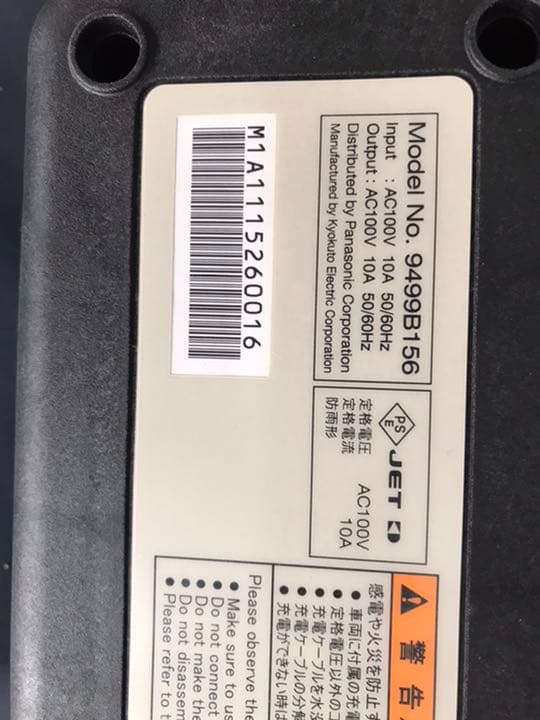 Model No. 9499B156
Input : AC100V 10A 50/60Hz
Output : AC100V 10A 50/60Hz
Distributed by Panasonic Corporation
Manufactured by Kyokuto Electric Corporation
M1A1115260016
PS
E
JET
定格電圧 AC100V
定格電流 10A
防雨形
警告
感電や火災を防止
● 車両に付属の充電
● 定格電圧以外のコ
● 充電ケーブルを水没
● 充電ケーブルの分解
● 充電ができない時は
Please observe the
● Make sure to us
● Do not connect
● Do not make the
● Do not disassem
● Please refer to t